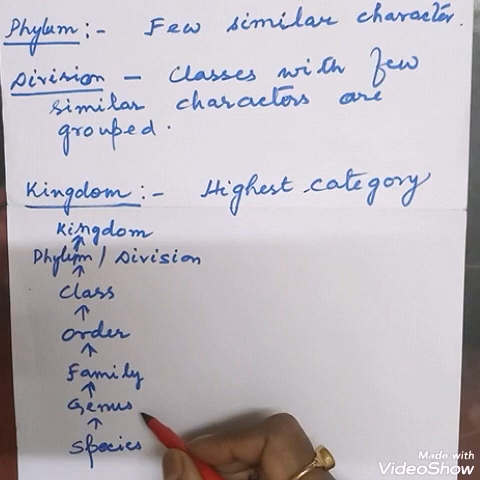 Phylum :- Few similar character.
Division - Classes with few
similar characters are
grouped.
Kingdom :- Highest category
Kingdom
↑
Phylum / Division
↑
Class
↑
Order
↑
Family
↑
Genus
↑
Species
Made with
VideoShow